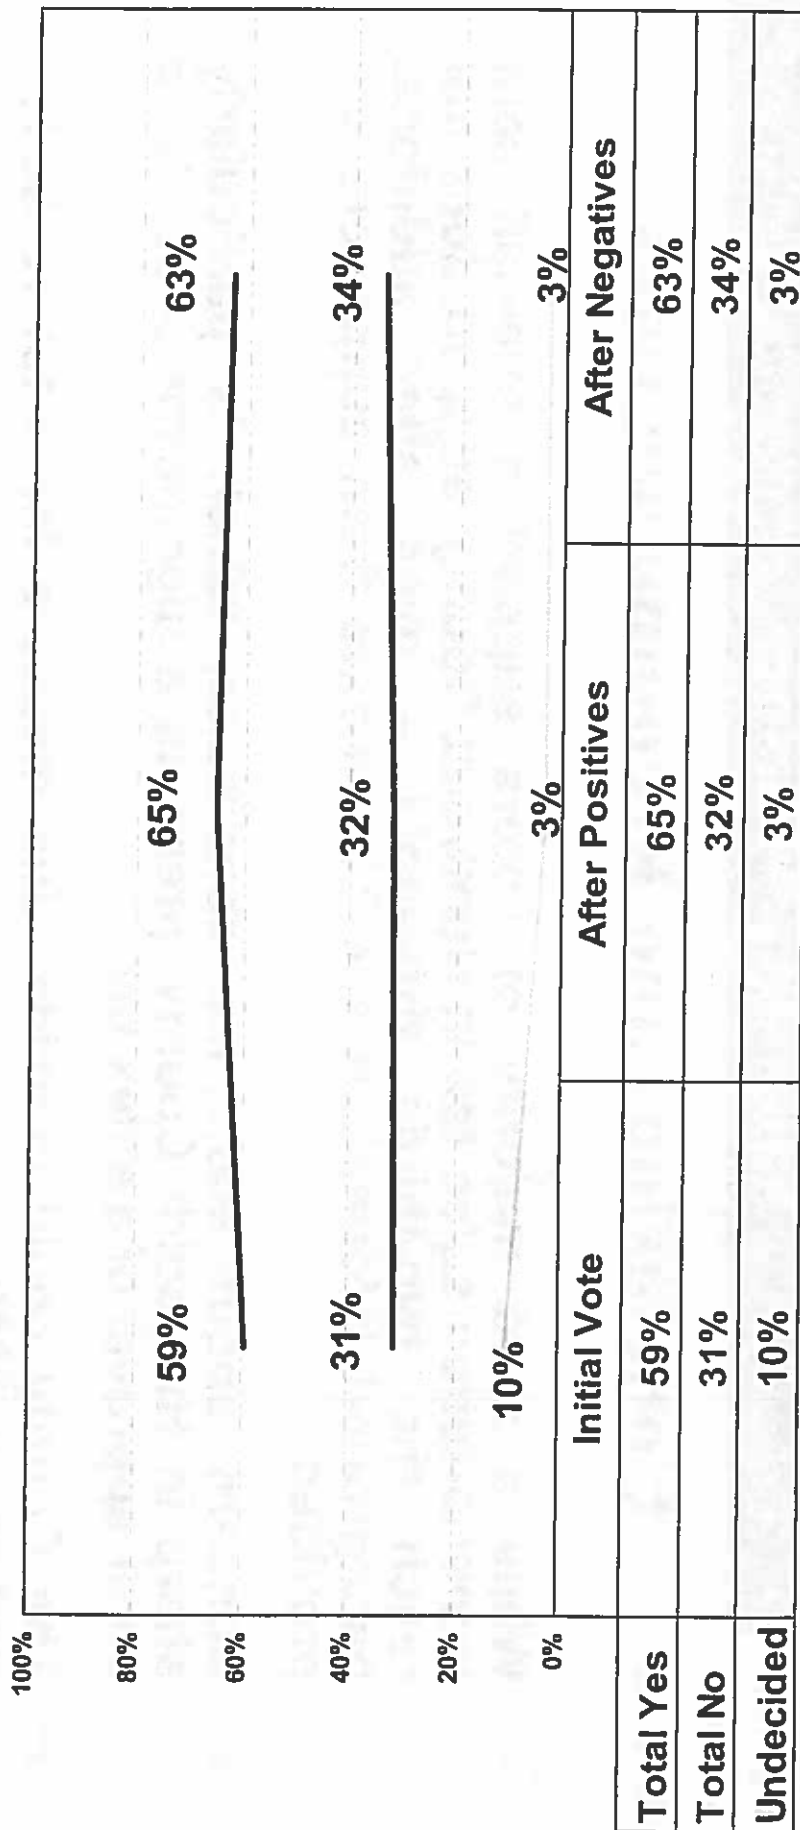 100%
80%
60%
40%
20%
0%
59% 65% 63%
31% 32% 34%
10% 3% 3%
Initial Vote After Positives After Negatives
Total Yes 59% 65% 63%
Total No 31% 32% 34%
Undecided 10% 3% 3%